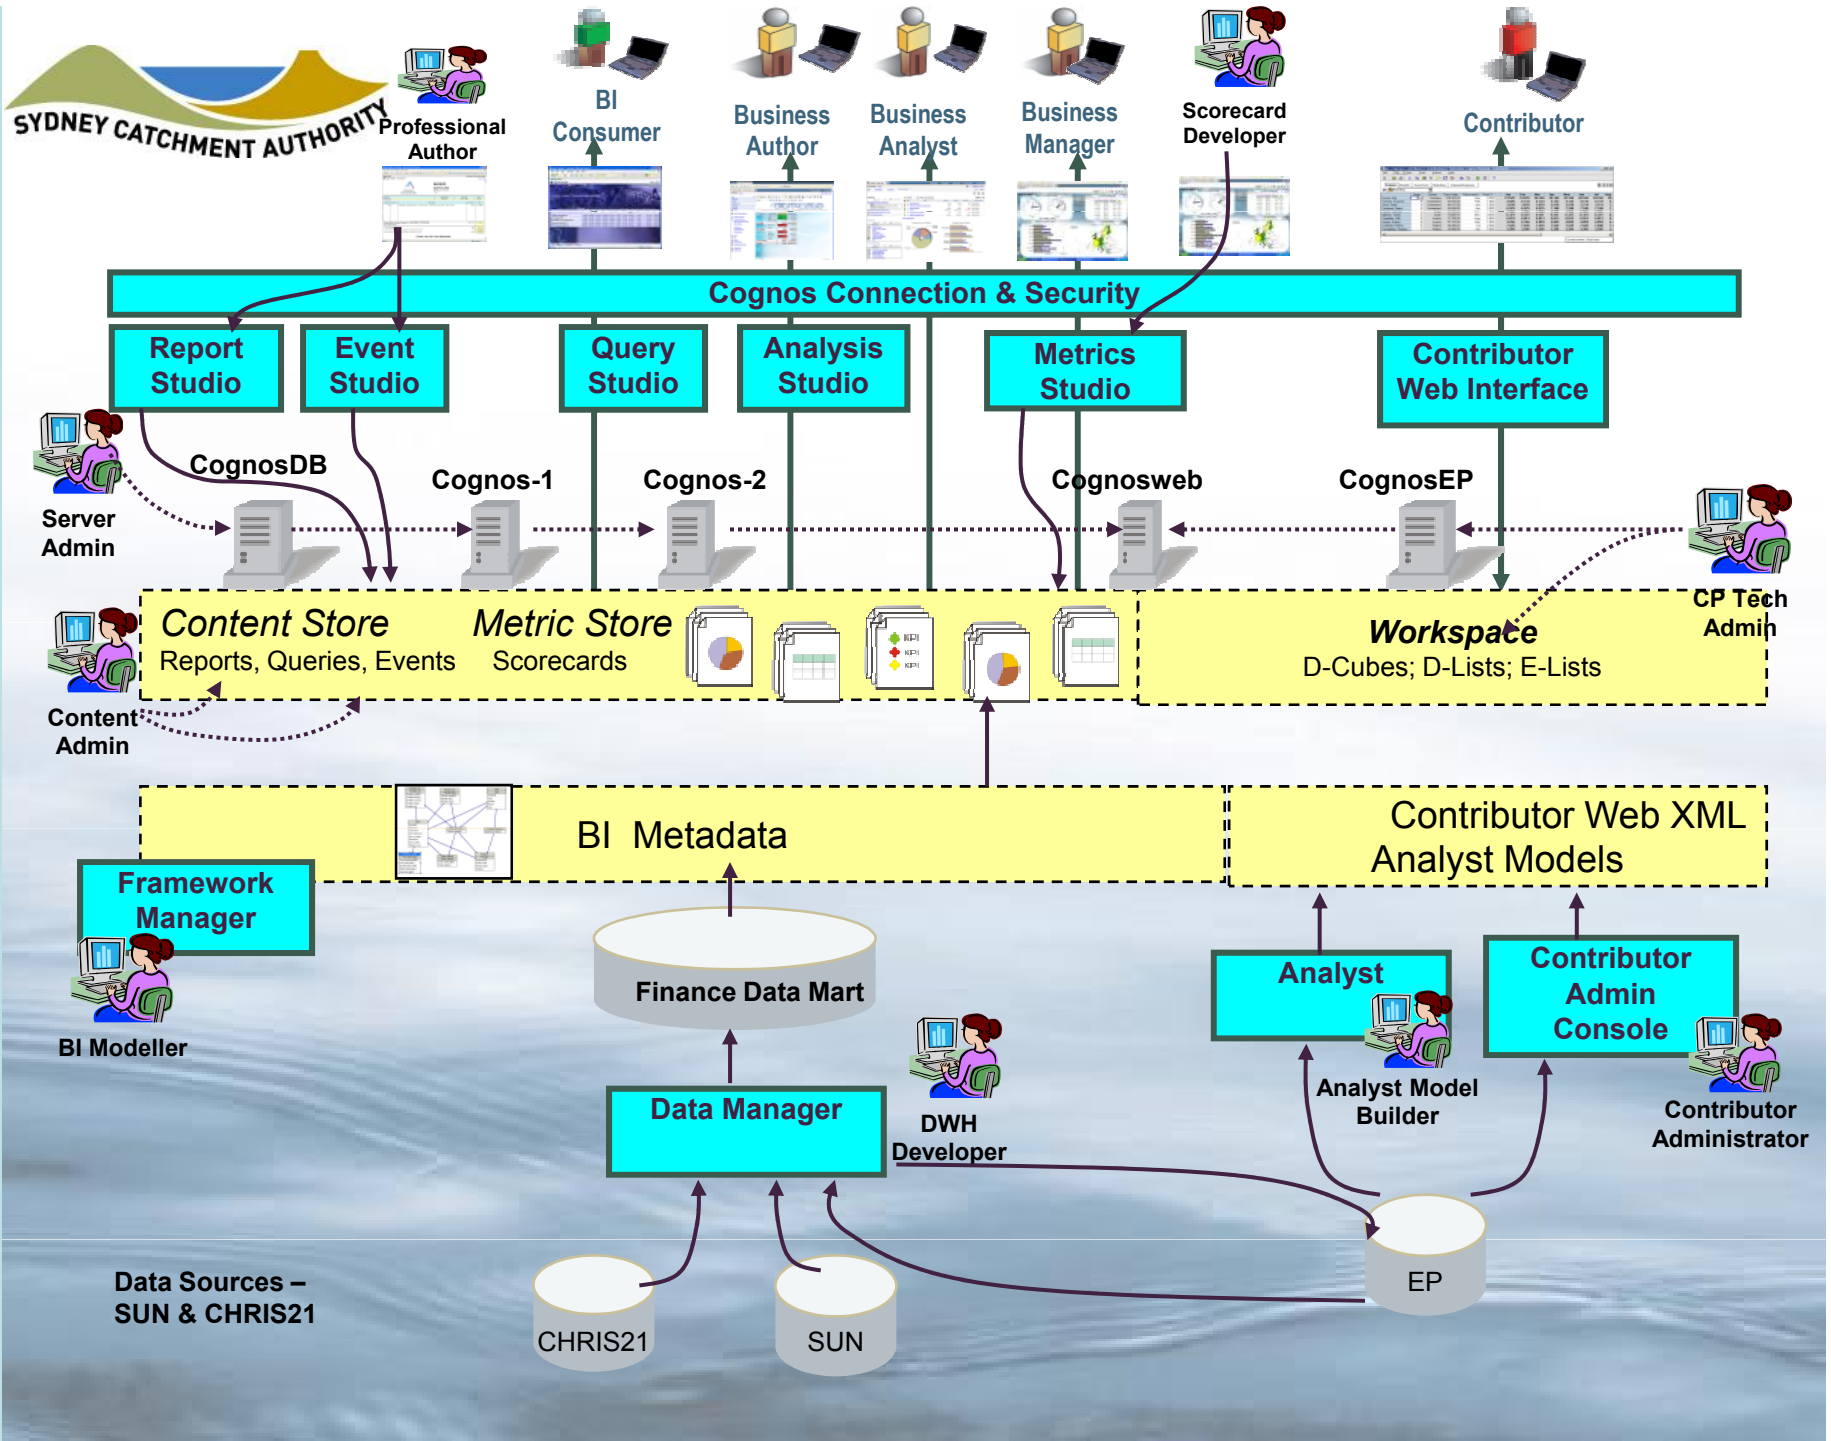 SYDNEY CATCHMENT AUTHORITY
Professional
Author
BI
Consumer
Business
Author
Business
Analyst
Business
Manager
Scorecard
Developer
Contributor
Cognos Connection & Security
Report
Studio
Event
Studio
Query
Studio
Analysis
Studio
Metrics
Studio
Contributor
Web Interface
Server
Admin
CognosDB
Cognos-1
Cognos-2
Cognosweb
CognosEP
CP Tech
Admin
Content
Admin
Content Store
Reports, Queries, Events
Metric Store
Scorecards
KPI
KPI
KPI
Workspace
D-Cubes; D-Lists; E-Lists
BI Metadata
Contributor Web XML
Analyst Models
Framework
Manager
BI Modeller
Finance Data Mart
Analyst
Analyst Model
Builder
Contributor
Admin
Console
Contributor
Administrator
Data Manager
DWH
Developer
Data Sources –
SUN & CHRIS21
CHRIS21
SUN
EP